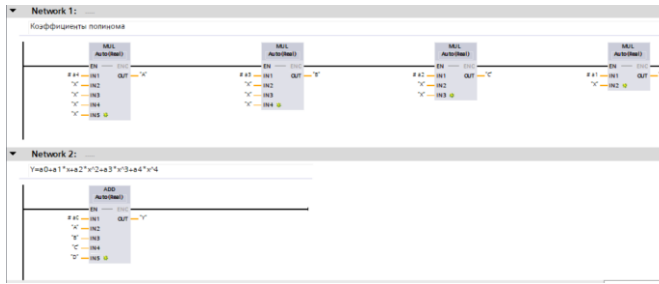 Network 1:
Коэффициенты полинома
MUL MUL MUL MUL
Auto (Real) Auto (Real) Auto (Real) Auto (Real)
EN ENO EN ENO EN ENO EN
#a4 IN1 OUT "A" #a3 IN1 OUT "B" #a2 IN1 OUT "C" #a1 IN1 OUT
"X" IN2 "X" IN2 "X" IN2 "X" IN2
"X" IN3 "X" IN3 "X" IN3
"X" IN4 "X" IN4
"X" IN5
Network 2:
Y=a0+a1*x+a2*x^2+a3*x^3+a4*x^4
ADD
Auto (Real)
EN ENO
#a0 IN1 OUT "Y"
"A" IN2
"B" IN3
"C" IN4
"D" IN5